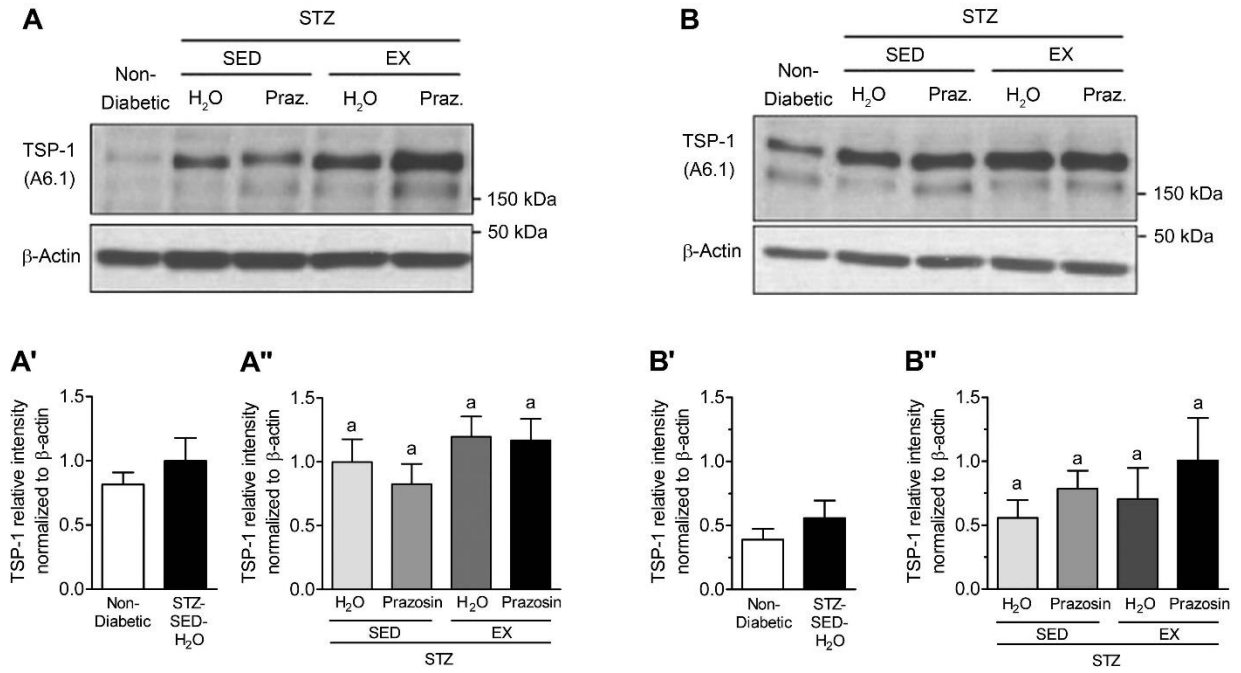 A
STZ
SED EX
Non-
Diabetic
H₂O Praz. H₂O Praz.
TSP-1
(A6.1)
150 kDa
50 kDa
β-Actin
B
STZ
SED EX
Non-
Diabetic
H₂O Praz. H₂O Praz.
TSP-1
(A6.1)
150 kDa
50 kDa
β-Actin
A'
TSP-1 relative intensity
normalized to β-actin
1.5
1.0
0.5
0.0
Non-
Diabetic
STZ-
SED-
H₂O
A"
TSP-1 relative intensity
normalized to β-actin
1.5
1.0
0.5
0.0
a a a a
H₂O Prazosin H₂O Prazosin
SED EX
STZ
B'
TSP-1 relative intensity
normalized to β-actin
1.5
1.0
0.5
0.0
Non-
Diabetic
STZ-
SED-
H₂O
B"
TSP-1 relative intensity
normalized to β-actin
1.5
1.0
0.5
0.0
a a a a
H₂O Prazosin H₂O Prazosin
SED EX
STZ